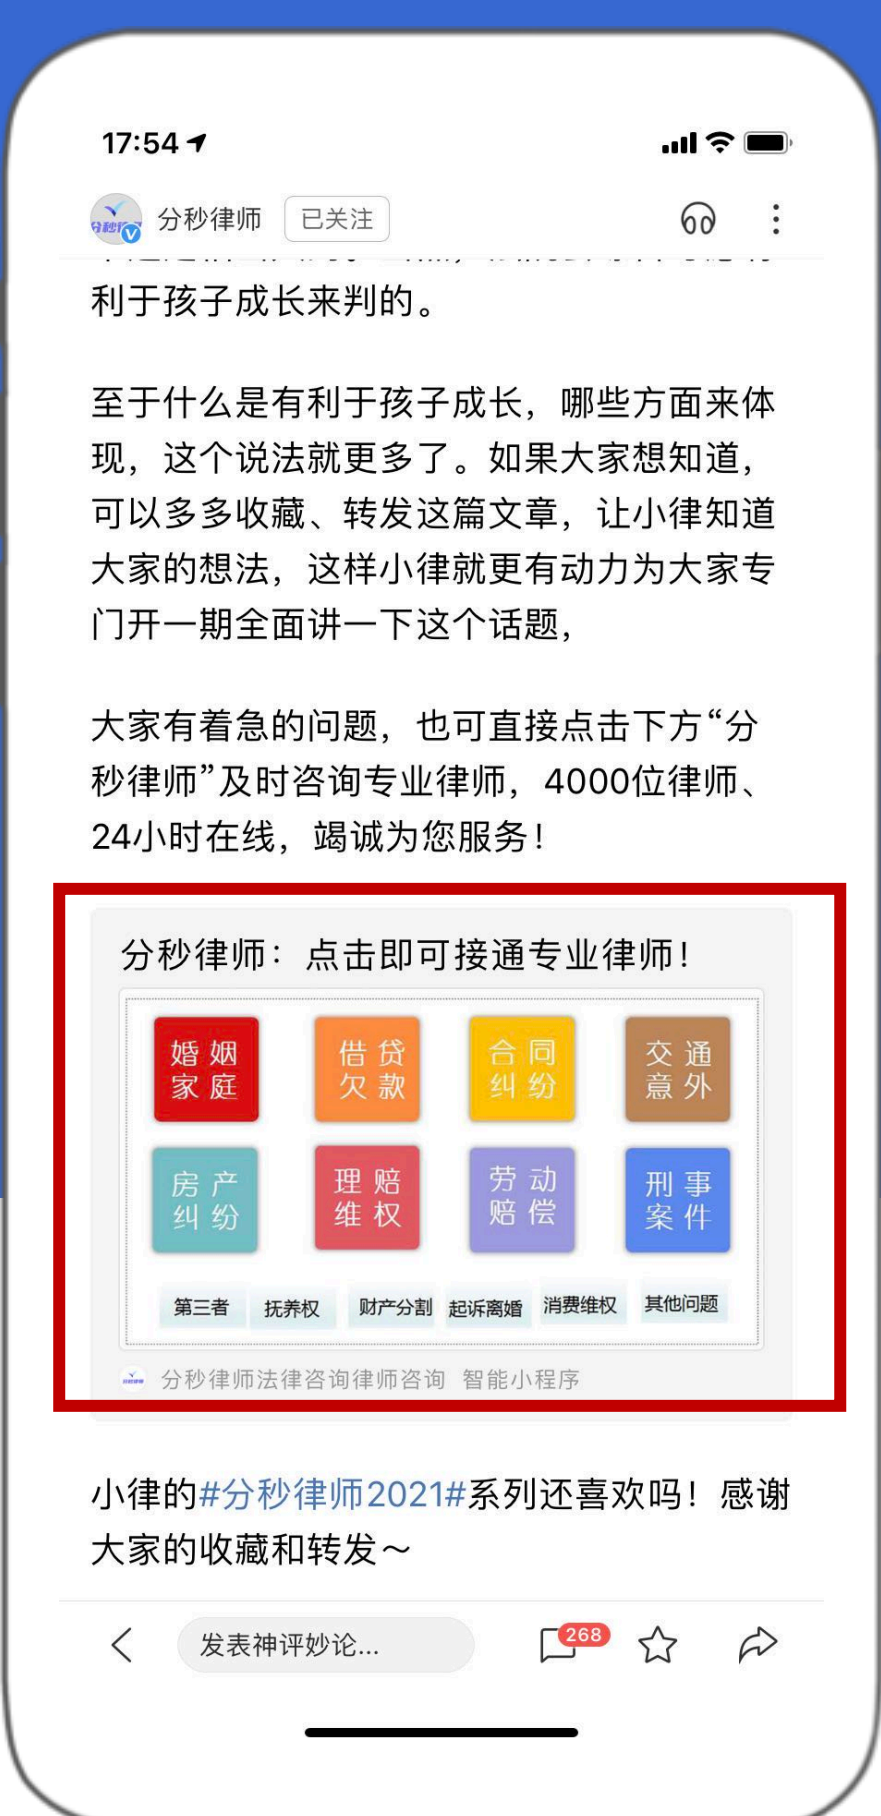 17:54
分秒律师 已关注
利于孩子成长来判的。
至于什么是有利于孩子成长，哪些方面来体
现，这个说法就更多了。如果大家想知道，
可以多多收藏、转发这篇文章，让小律知道
大家的想法，这样小律就更有动力为大家专
门开一期全面讲一下这个话题，
大家有着急的问题，也可直接点击下方“分
秒律师”及时咨询专业律师，4000位律师、
24小时在线，竭诚为您服务！
分秒律师：点击即可接通专业律师！
婚姻
家庭
借贷
欠款
合同
纠纷
交通
意外
房产
纠纷
理赔
维权
劳动
赔偿
刑事
案件
第三者 抚养权 财产分割 起诉离婚 消费维权 其他问题
分秒律师法律咨询律师咨询 智能小程序
小律的#分秒律师2021#系列还喜欢吗！感谢
大家的收藏和转发～
发表神评妙论... 268